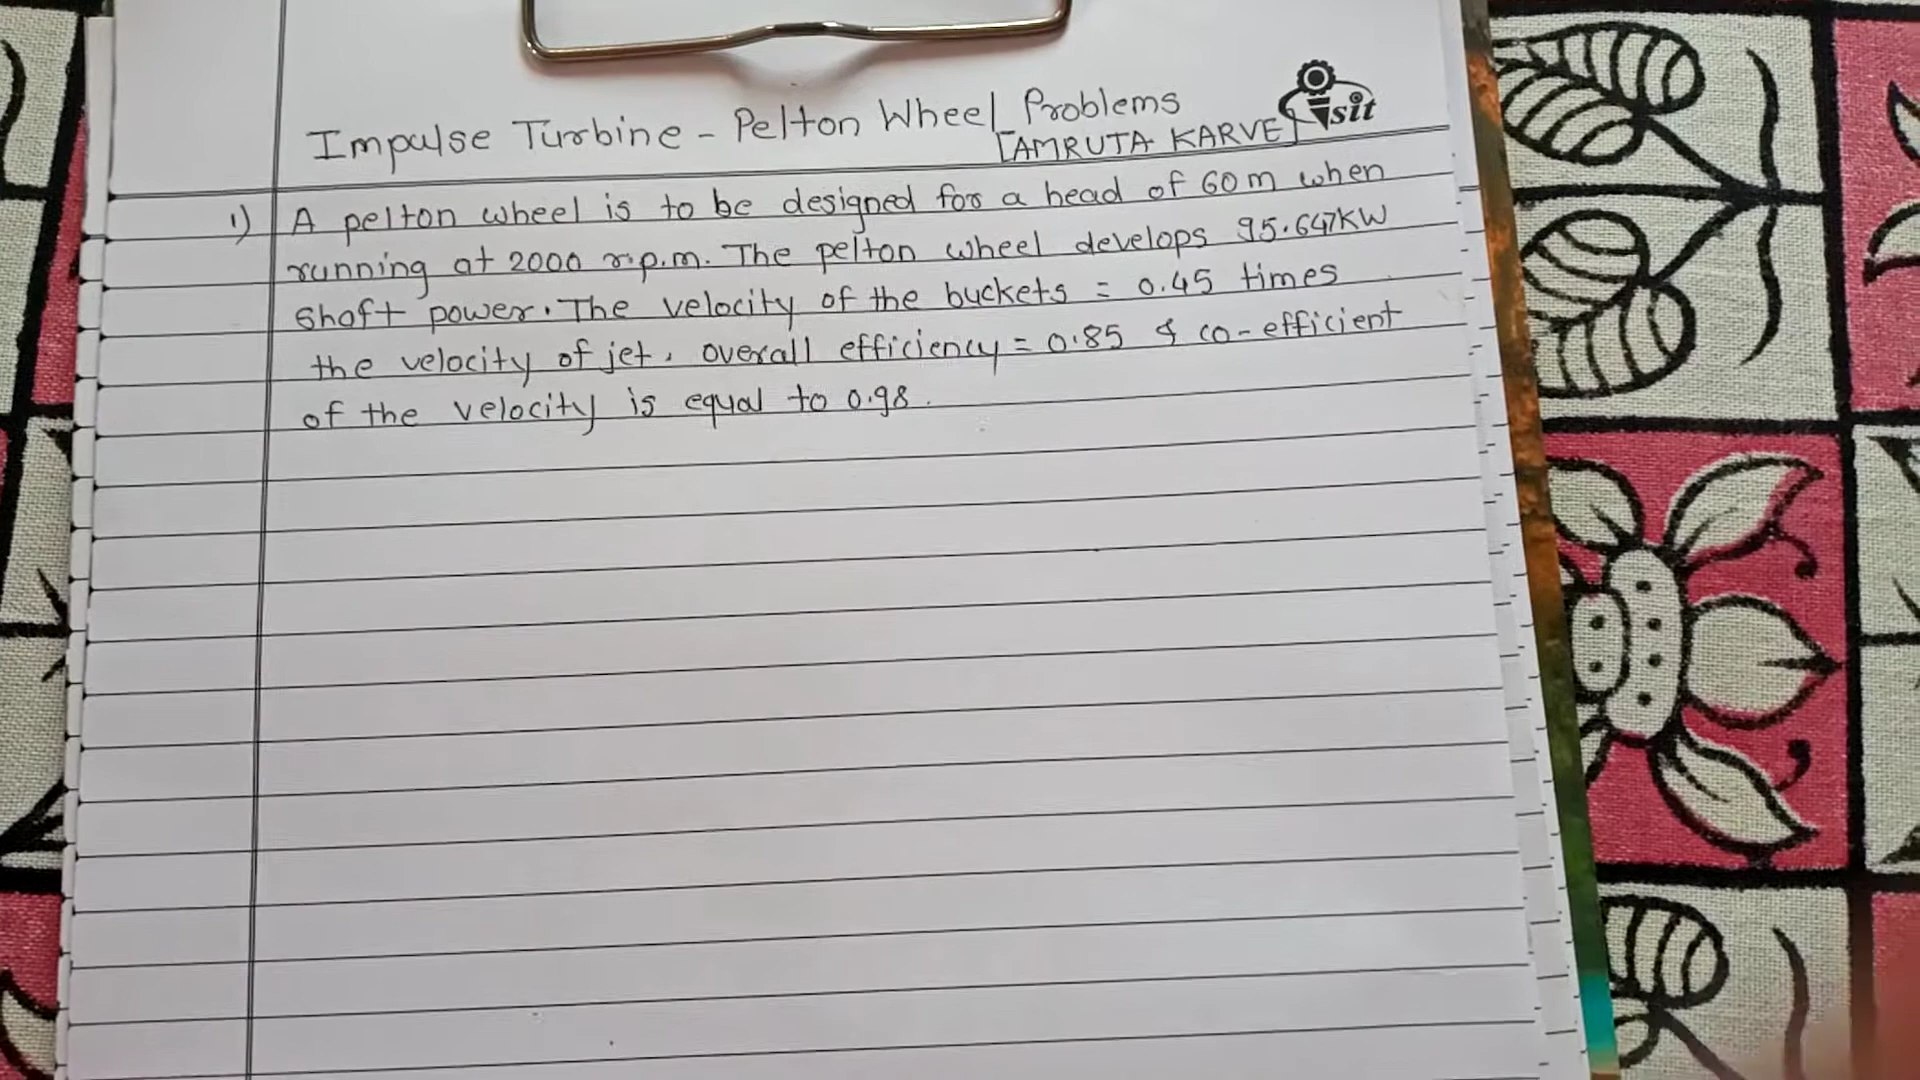 Impulse Turbine - Pelton Wheel Problems
[AMRUTA KARVE]
isit
1) A pelton wheel is to be designed for a head of 60m when
running at 2000 r.p.m. The pelton wheel develops 95.647KW
shaft power. The velocity of the buckets = 0.45 times
the velocity of jet, overall efficiency = 0.85 & co-efficient
of the velocity is equal to 0.98.